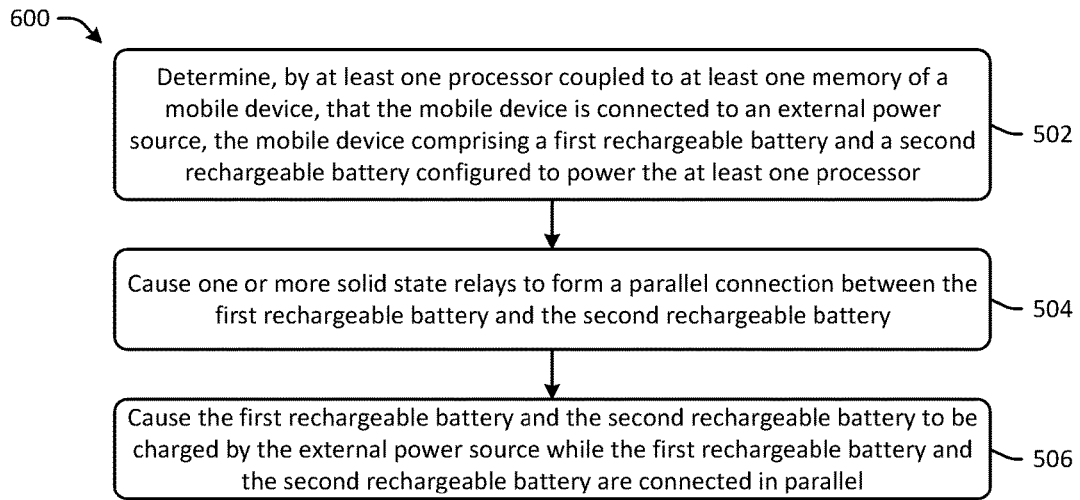 600
Determine, by at least one processor coupled to at least one memory of a
mobile device, that the mobile device is connected to an external power
source, the mobile device comprising a first rechargeable battery and a second
rechargeable battery configured to power the at least one processor
502
Cause one or more solid state relays to form a parallel connection between the
first rechargeable battery and the second rechargeable battery
504
Cause the first rechargeable battery and the second rechargeable battery to be
charged by the external power source while the first rechargeable battery and
the second rechargeable battery are connected in parallel
506